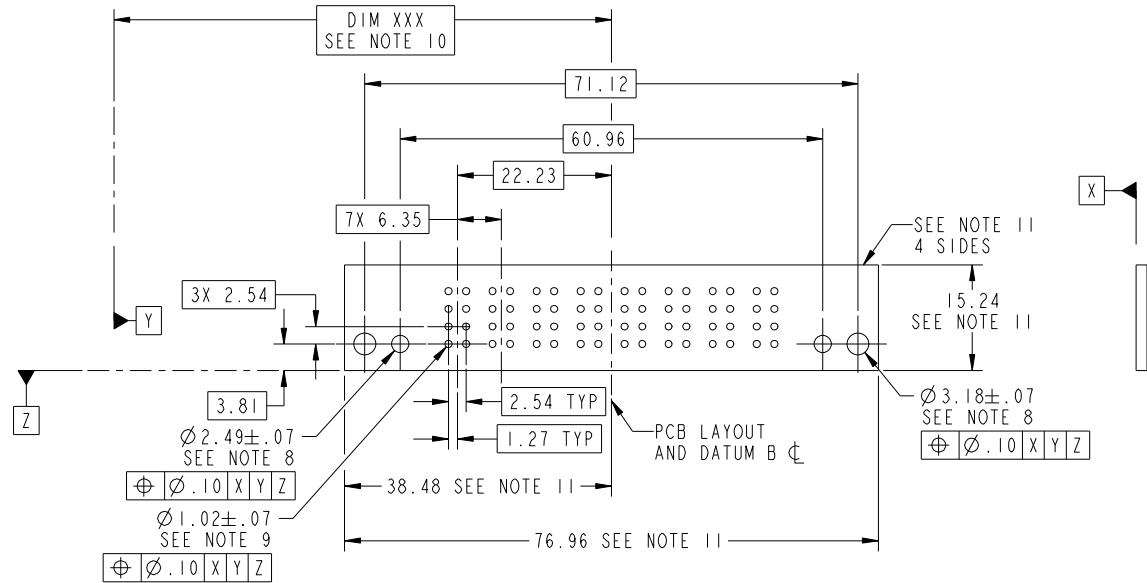 DIM XXX
SEE NOTE 10
71.12
60.96
22.23
X
7X 6.35
SEE NOTE 11
4 SIDES
3X 2.54
15.24
SEE NOTE 11
Y
Z
3.81
2.54 TYP
Ø3.18±.07
SEE NOTE 8
⌖ Ø.10 X Y Z
Ø2.49±.07
SEE NOTE 8
⌖ Ø.10 X Y Z
1.27 TYP
PCB LAYOUT
AND DATUM B ℄
38.48 SEE NOTE 11
Ø1.02±.07
SEE NOTE 9
⌖ Ø.10 X Y Z
76.96 SEE NOTE 11